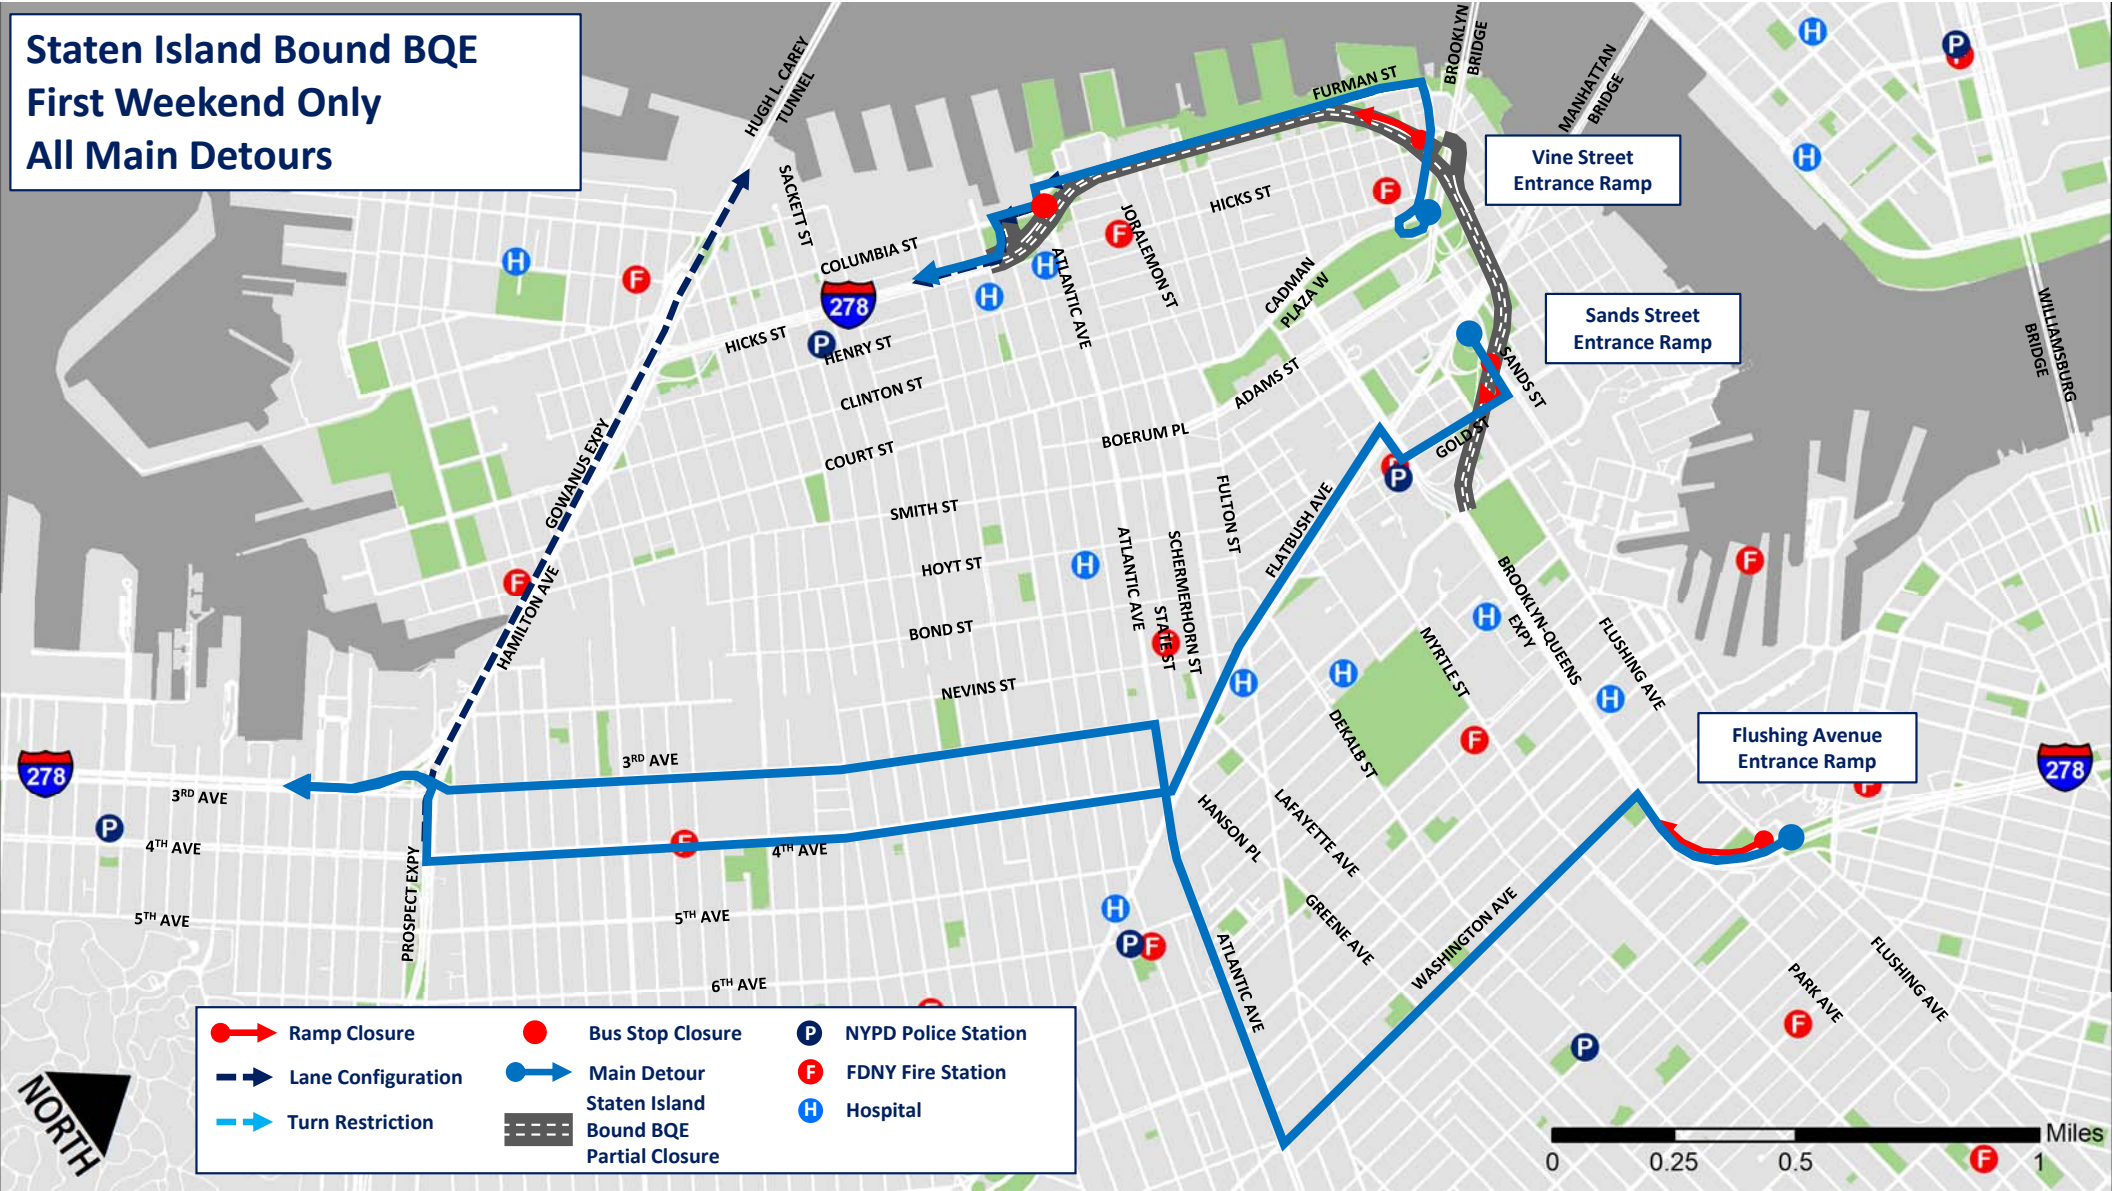 Staten Island Bound BQE
First Weekend Only
All Main Detours
HUGH L. CAREY
TUNNEL
BROOKLYN
BRIDGE
MANHATTAN
BRIDGE
WILLIAMSBURG
BRIDGE
FURMAN ST
Vine Street
Entrance Ramp
Sands Street
Entrance Ramp
Flushing Avenue
Entrance Ramp
SACKETT ST
COLUMBIA ST
HICKS ST
JORALEMON ST
ATLANTIC AVE
CADMAN
PLAZA W
278
HICKS ST
HENRY ST
CLINTON ST
COURT ST
BOERUM PL
ADAMS ST
SANDS ST
GOLD ST
GOWANUS EXPY
HAMILTON AVE
SMITH ST
HOYT ST
BOND ST
NEVINS ST
ATLANTIC AVE
STATE ST
SCHERMERHORN ST
FULTON ST
FLATBUSH AVE
BROOKLYN-QUEENS
EXPY
FLUSHING AVE
MYRTLE ST
DEKALB ST
278
278
3RD AVE
3RD AVE
4TH AVE
4TH AVE
5TH AVE
5TH AVE
6TH AVE
PROSPECT EXPY
HANSON PL
LAFAYETTE AVE
GREENE AVE
WASHINGTON AVE
ATLANTIC AVE
PARK AVE
FLUSHING AVE
Ramp Closure
Lane Configuration
Turn Restriction
Bus Stop Closure
Main Detour
Staten Island
Bound BQE
Partial Closure
P NYPD Police Station
F FDNY Fire Station
H Hospital
NORTH
Miles
0 0.25 0.5 1